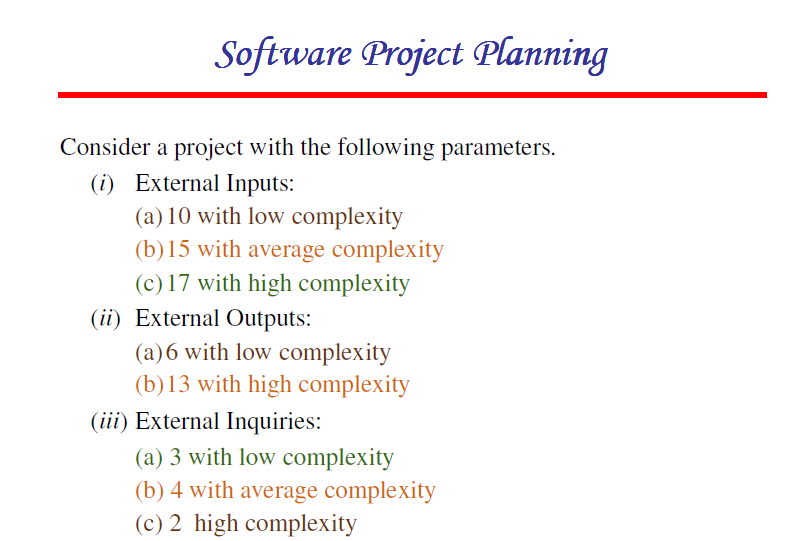 Software Project Planning
Consider a project with the following parameters.
(i) External Inputs:
(a) 10 with low complexity
(b) 15 with average complexity
(c) 17 with high complexity
(ii) External Outputs:
(a) 6 with low complexity
(b) 13 with high complexity
(iii) External Inquiries:
(a) 3 with low complexity
(b) 4 with average complexity
(c) 2 high complexity